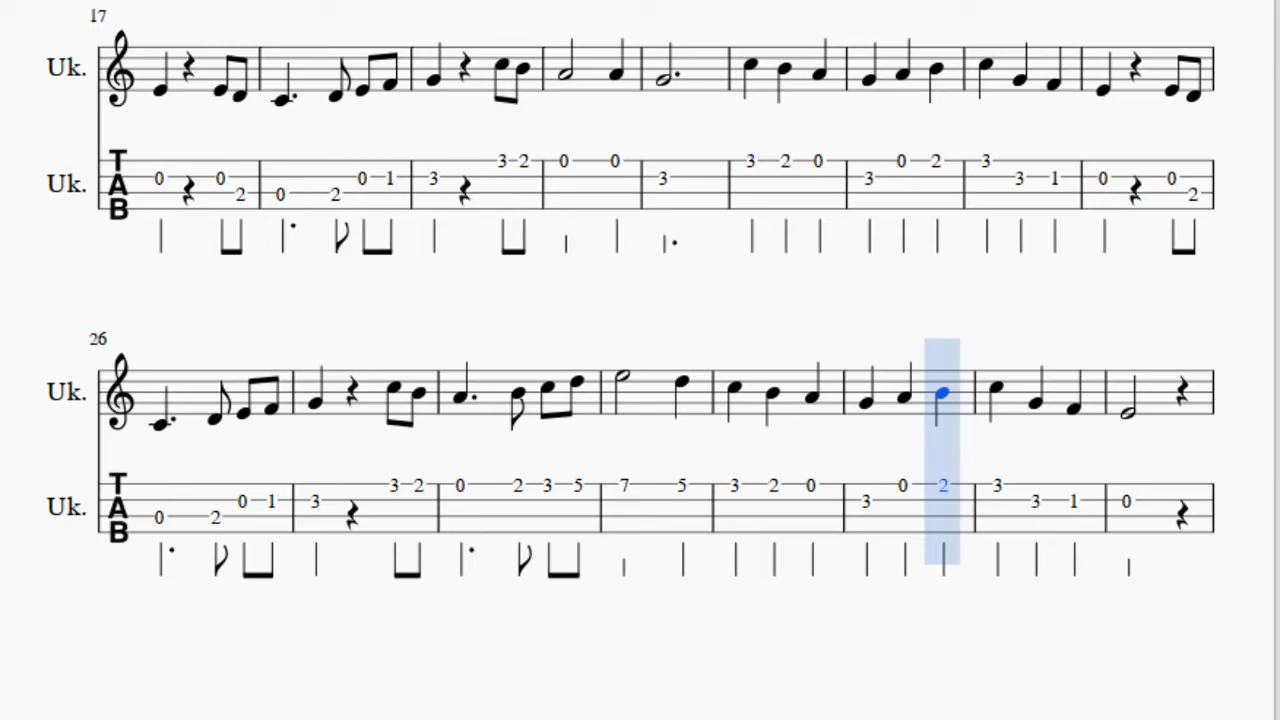 17
Uk.
3 2 0 0 3 2 0 0 2 3
T
Uk. A 0 0 0 1 3 3 3 3 1 0 0
B 2 0 2 2
26
Uk.
T 3 2 0 2 3 5 7 5 3 2 0 0 2 3
Uk. A 0 1 3 3 3 1 0
B 0 2